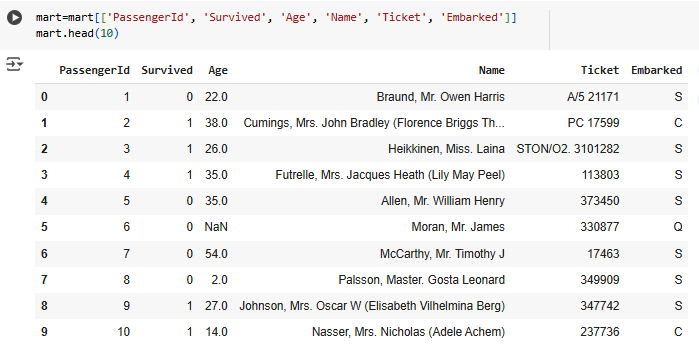 mart=mart[['PassengerId', 'Survived', 'Age', 'Name', 'Ticket', 'Embarked']]
mart.head(10)
PassengerId Survived Age Name Ticket Embarked
0 1 0 22.0 Braund, Mr. Owen Harris A/5 21171 S
1 2 1 38.0 Cumings, Mrs. John Bradley (Florence Briggs Th... PC 17599 C
2 3 1 26.0 Heikkinen, Miss. Laina STON/O2. 3101282 S
3 4 1 35.0 Futrelle, Mrs. Jacques Heath (Lily May Peel) 113803 S
4 5 0 35.0 Allen, Mr. William Henry 373450 S
5 6 0 NaN Moran, Mr. James 330877 Q
6 7 0 54.0 McCarthy, Mr. Timothy J 17463 S
7 8 0 2.0 Palsson, Master. Gosta Leonard 349909 S
8 9 1 27.0 Johnson, Mrs. Oscar W (Elisabeth Vilhelmina Berg) 347742 S
9 10 1 14.0 Nasser, Mrs. Nicholas (Adele Achem) 237736 C